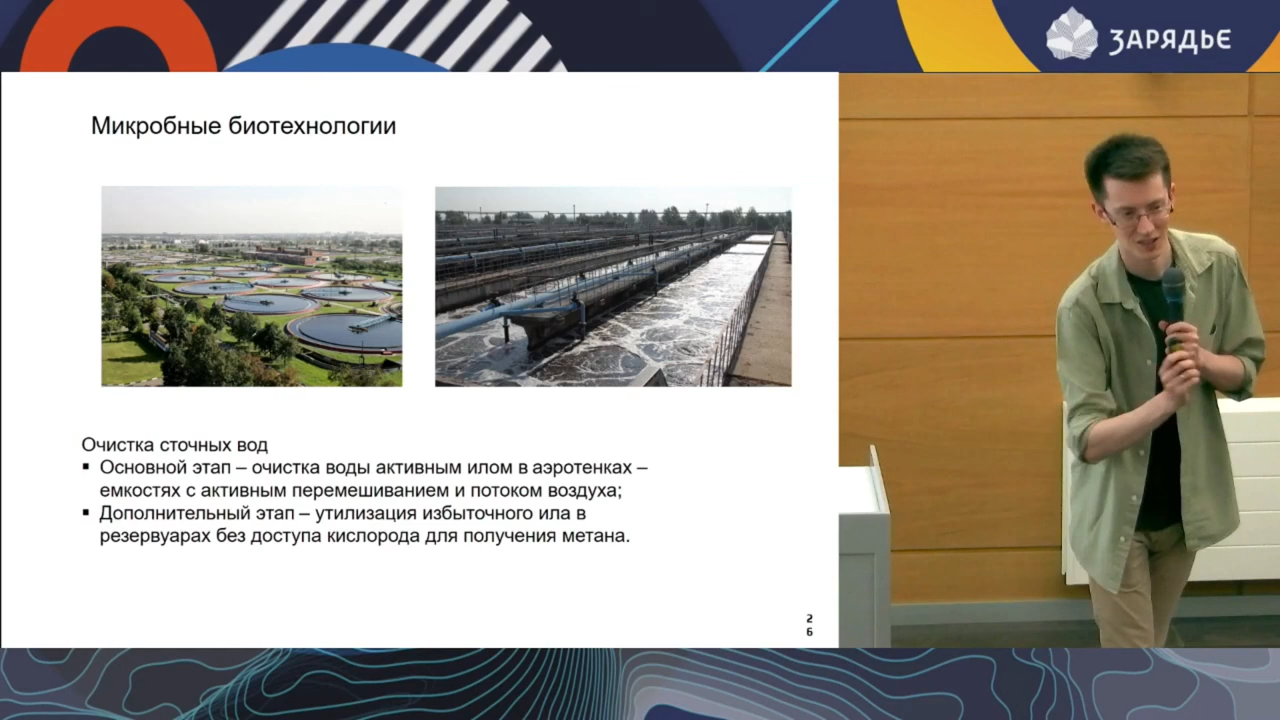 ЗАРЯДЬЕ
Микробные биотехнологии
Очистка сточных вод
▪ Основной этап – очистка воды активным илом в аэротенках –
емкостях с активным перемешиванием и потоком воздуха;
▪ Дополнительный этап – утилизация избыточного ила в
резервуарах без доступа кислорода для получения метана.
2
6